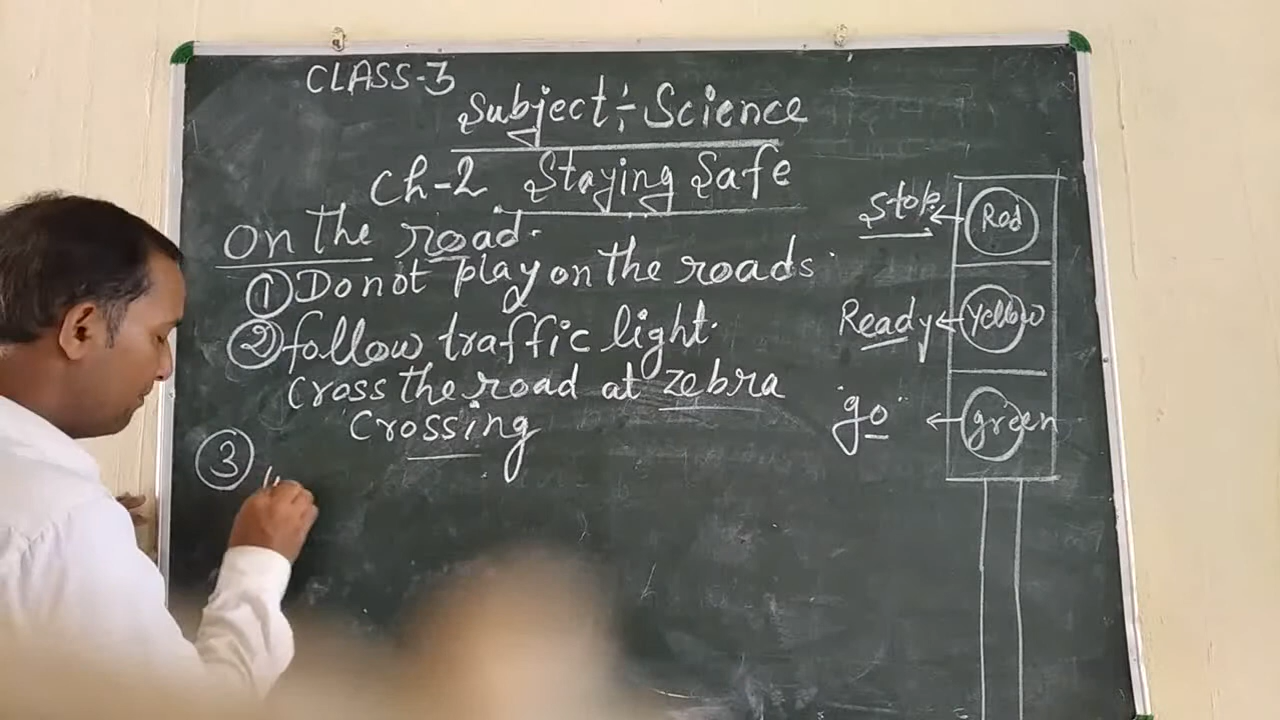 CLASS-3
Subject:- Science
Ch-2 Staying Safe
On the road.
① Do not play on the roads.
② follow traffic light.
Cross the road at zebra
Crossing
③
Stop ← Red
Ready ← Yellow
go ← green